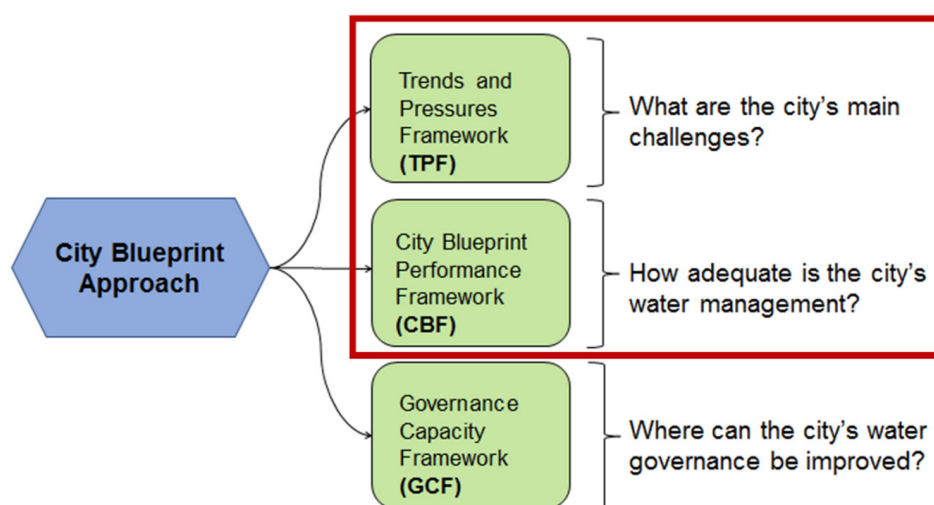 City Blueprint
Approach
Trends and
Pressures
Framework
(TPF)
What are the city's main
challenges?
City Blueprint
Performance
Framework
(CBF)
How adequate is the city's
water management?
Governance
Capacity
Framework
(GCF)
Where can the city's water
governance be improved?